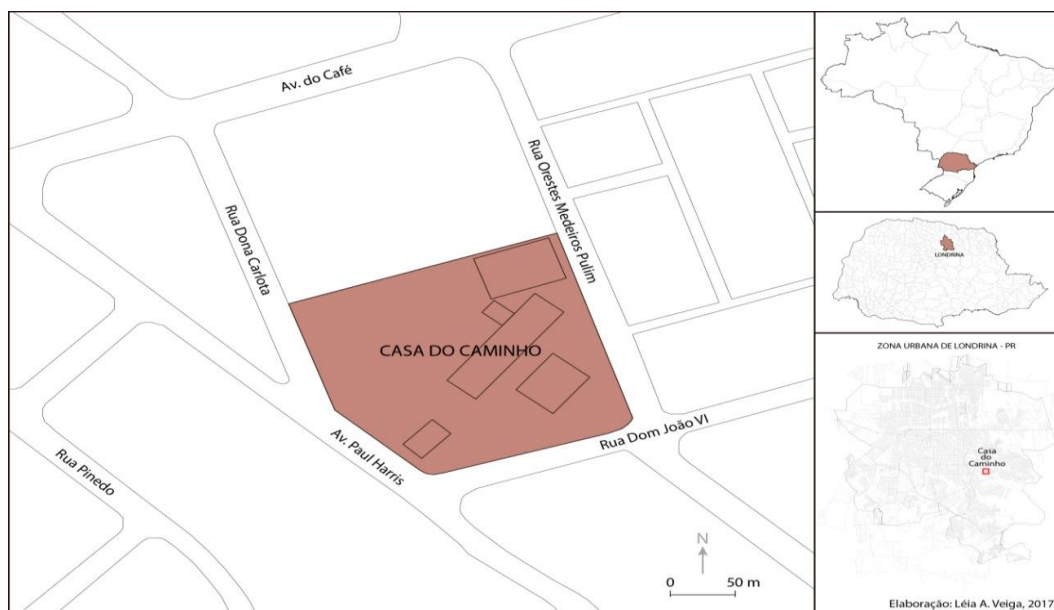 Av. do Café
Rua Orestes Medeiros Pulim
Rua Dona Carlota
CASA DO CAMINHO
Av. Paul Harris
Rua Dom João VI
Rua Pinedo
N
0 50 m
LONDRINA
ZONA URBANA DE LONDRINA - PR
Casa
do
Caminho
Elaboração: Léia A. Veiga, 2017